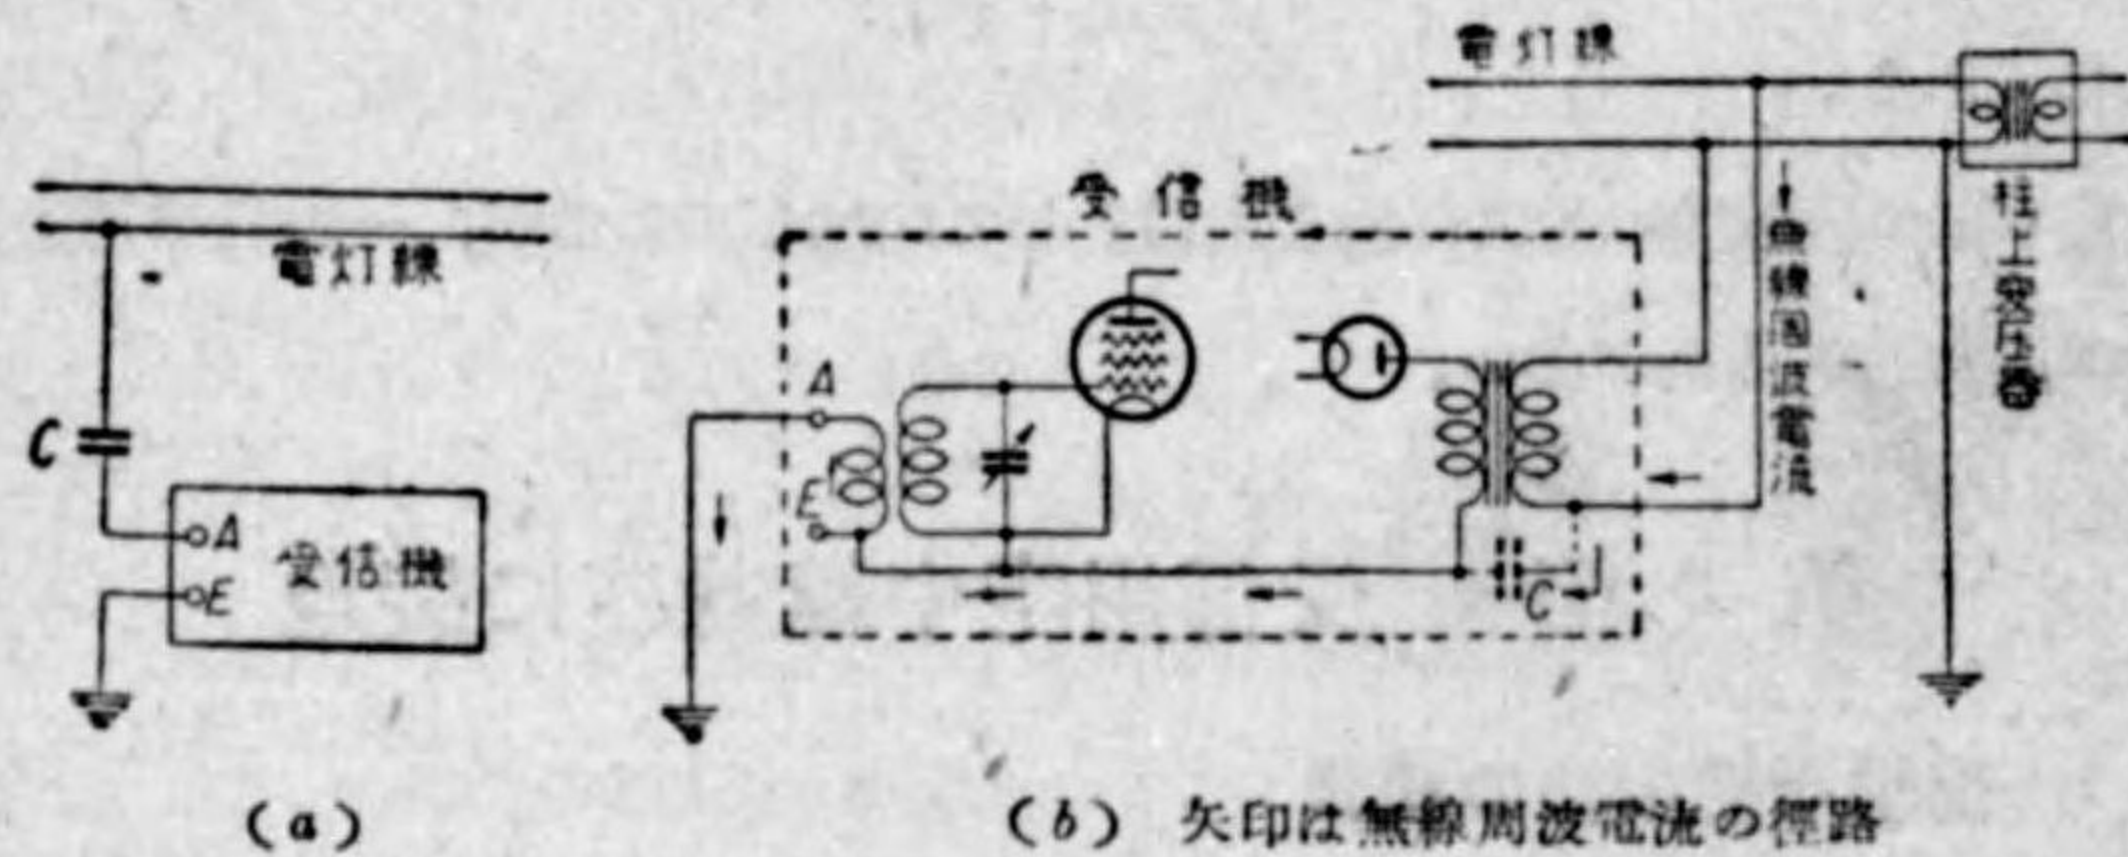 電灯線
C
A
受信機
E
(a)
電灯線
受信機
A
E
C
無線周波電流
柱上変圧器
(b) 矢印は無線周波電流の徑路